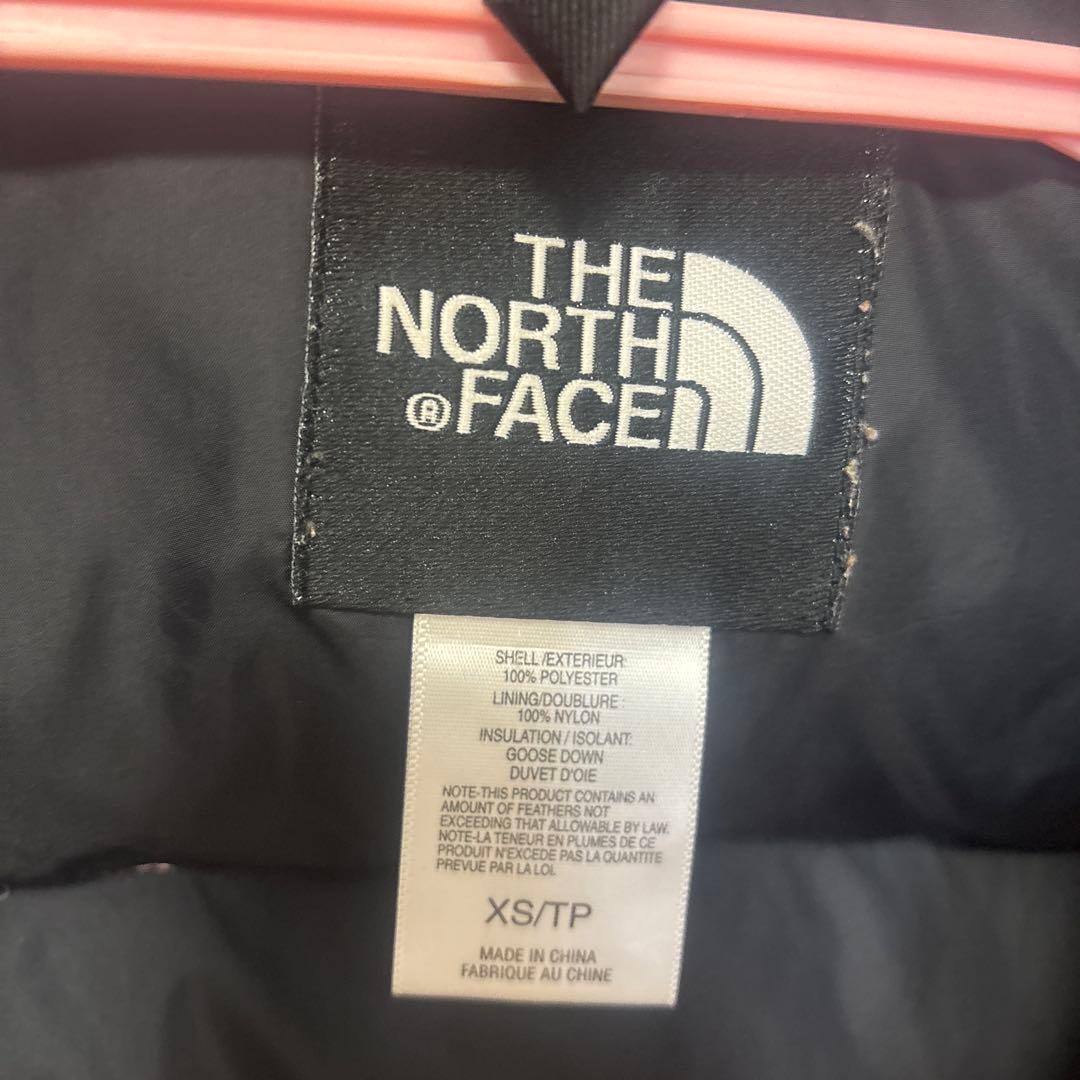 THE
NORTH
®FACE
SHELL/EXTERIEUR:
100% POLYESTER
LINING/DOUBLURE :
100% NYLON
INSULATION / ISOLANT:
GOOSE DOWN
DUVET D'OIE
NOTE-THIS PRODUCT CONTAINS AN
AMOUNT OF FEATHERS NOT
EXCEEDING THAT ALLOWABLE BY LAW.
NOTE-LA TENEUR EN PLUMES DE CE
PRODUIT N'EXCEDE PAS LA QUANTITE
PREVUE PAR LA LOI.
XS/TP
MADE IN CHINA
FABRIQUE AU CHINE